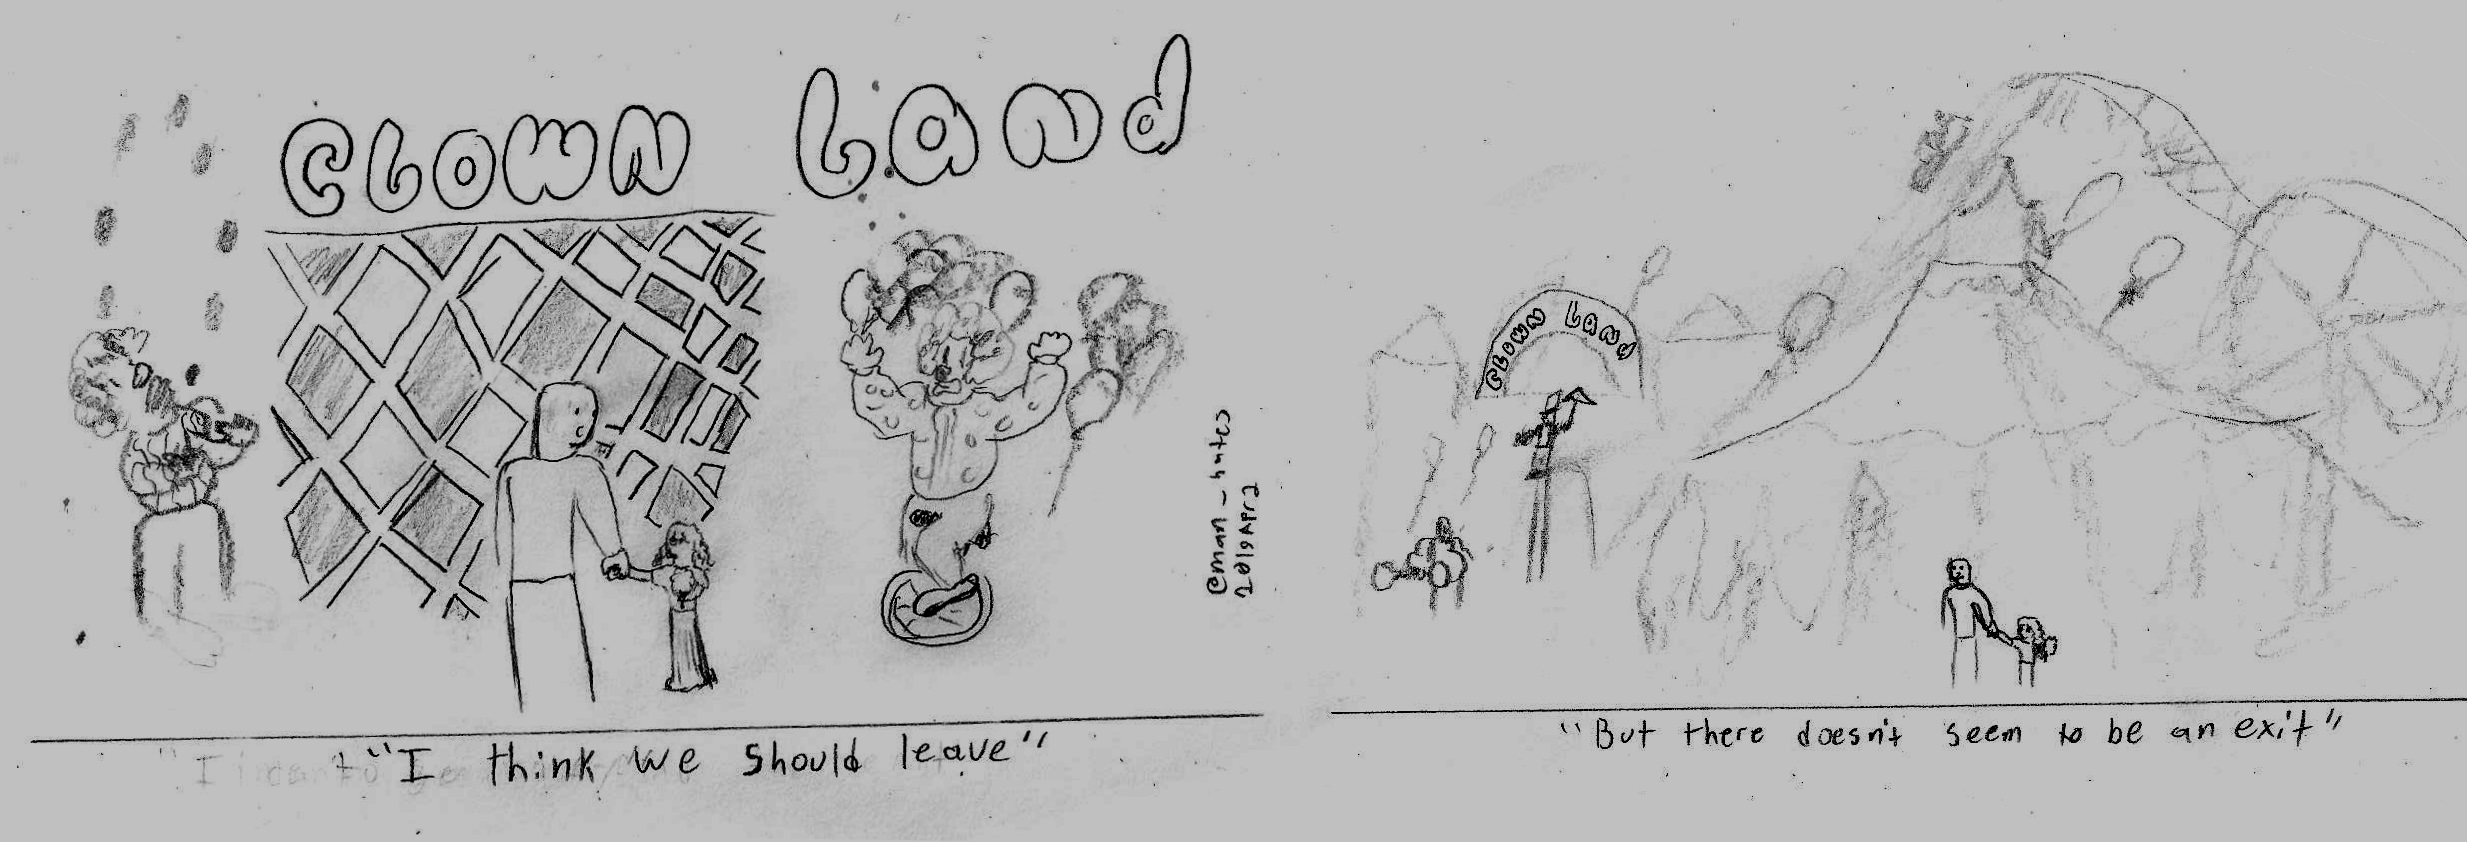 CLOWN LAnd
@man_hates
2019APr2
"I think we should leave"
CLOWN LANd
"But there doesn't seem to be an exit"